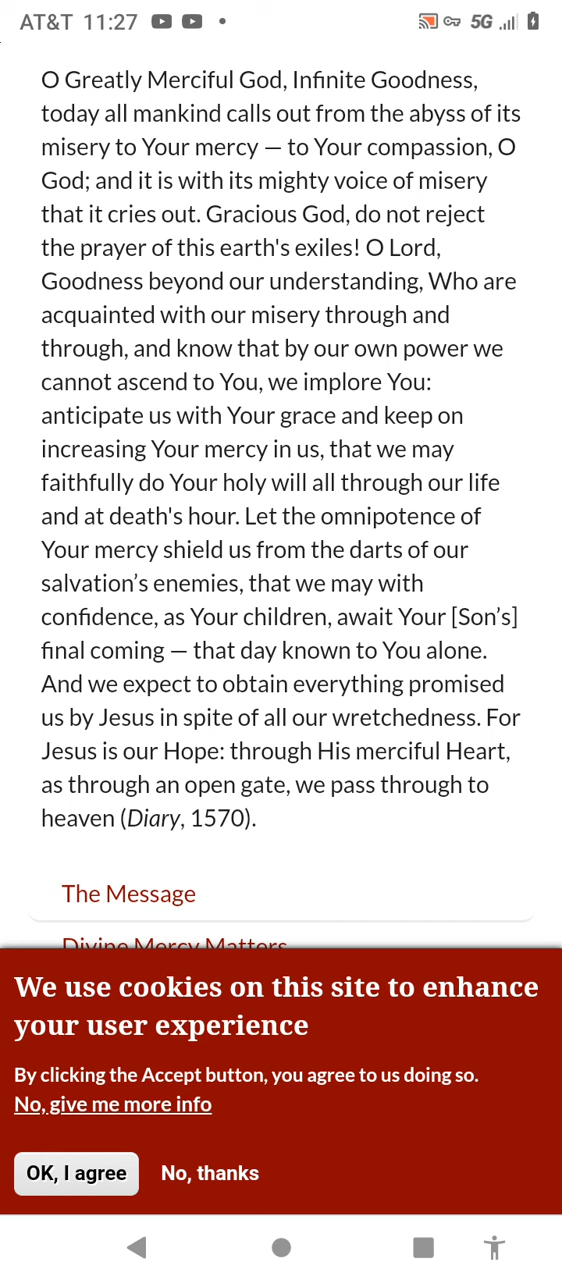 AT&T 11:27
5G
O Greatly Merciful God, Infinite Goodness,
today all mankind calls out from the abyss of its
misery to Your mercy — to Your compassion, O
God; and it is with its mighty voice of misery
that it cries out. Gracious God, do not reject
the prayer of this earth's exiles! O Lord,
Goodness beyond our understanding, Who are
acquainted with our misery through and
through, and know that by our own power we
cannot ascend to You, we implore You:
anticipate us with Your grace and keep on
increasing Your mercy in us, that we may
faithfully do Your holy will all through our life
and at death's hour. Let the omnipotence of
Your mercy shield us from the darts of our
salvation’s enemies, that we may with
confidence, as Your children, await Your [Son’s]
final coming — that day known to You alone.
And we expect to obtain everything promised
us by Jesus in spite of all our wretchedness. For
Jesus is our Hope: through His merciful Heart,
as through an open gate, we pass through to
heaven (Diary, 1570).
The Message
Divine Mercy Matters
We use cookies on this site to enhance
your user experience
By clicking the Accept button, you agree to us doing so.
No, give me more info
OK, I agree No, thanks